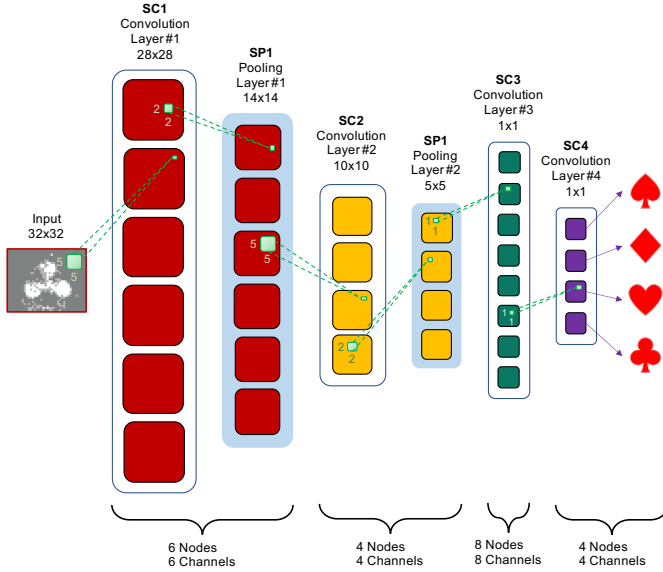 SC1
Convolution
Layer #1
28x28
SP1
Pooling
Layer #1
14x14
SC2
Convolution
Layer #2
10x10
SP1
Pooling
Layer #2
5x5
SC3
Convolution
Layer #3
1x1
SC4
Convolution
Layer #4
1x1
Input
32x32
5
5
2
2
5
5
2
2
1
1
1
1
6 Nodes
6 Channels
4 Nodes
4 Channels
8 Nodes
8 Channels
4 Nodes
4 Channels